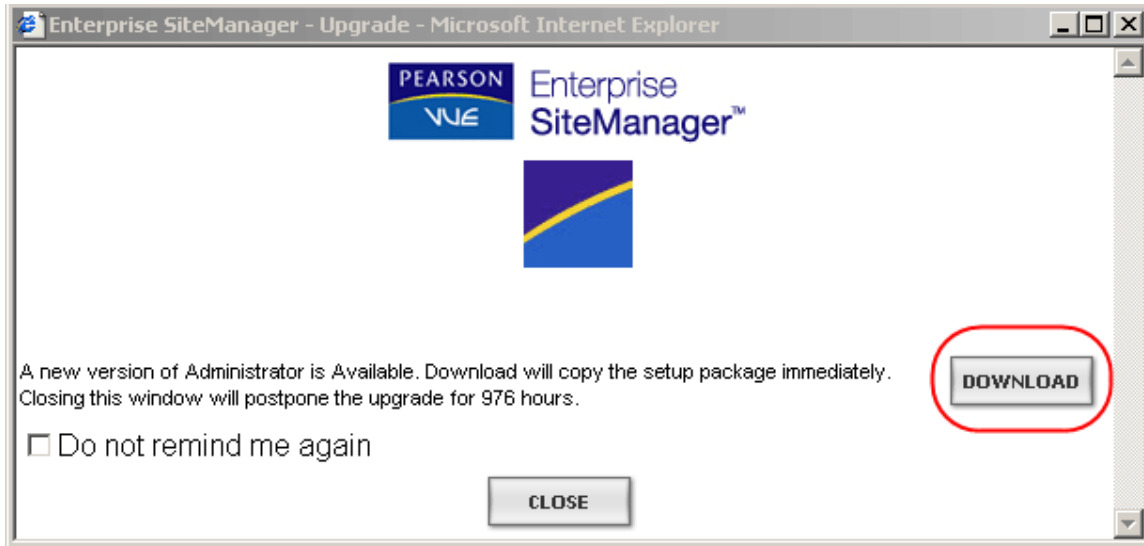 Enterprise SiteManager - Upgrade - Microsoft Internet Explorer
PEARSON
VUE
Enterprise
SiteManager™
A new version of Administrator is Available. Download will copy the setup package immediately.
Closing this window will postpone the upgrade for 976 hours.
DOWNLOAD
Do not remind me again
CLOSE